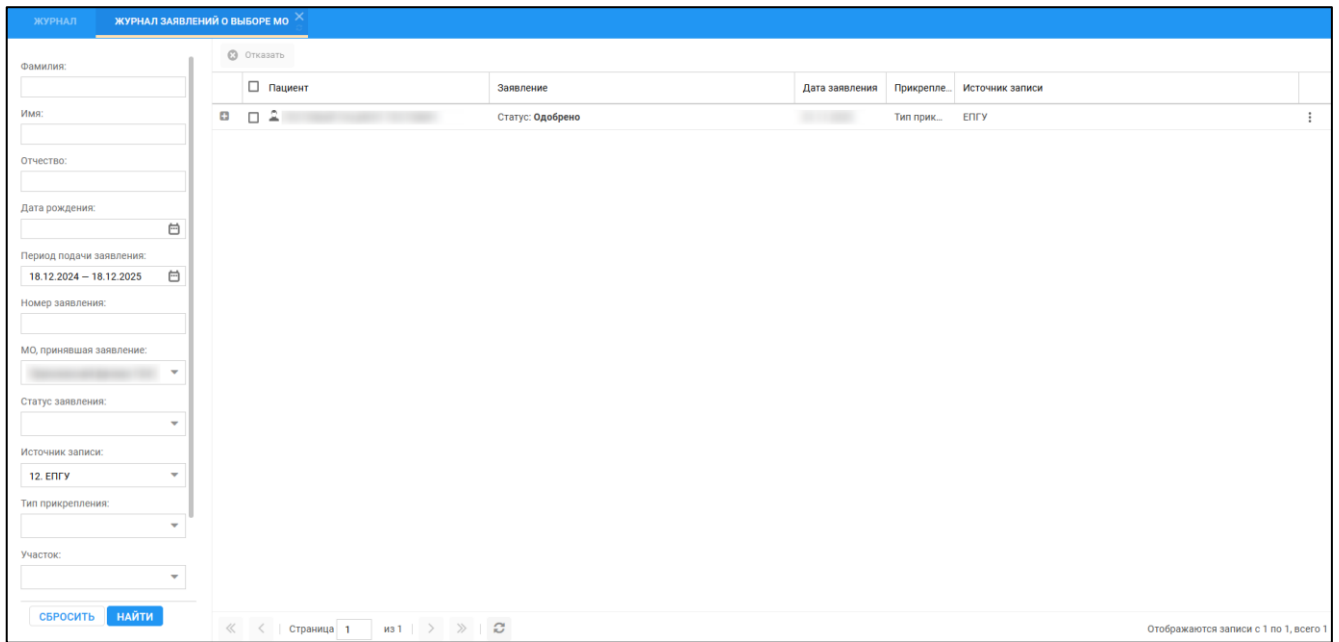 ЖУРНАЛ
ЖУРНАЛ ЗАЯВЛЕНИЙ О ВЫБОРЕ МО
Фамилия:
Имя:
Отчество:
Дата рождения:
Период подачи заявления:
18.12.2024 — 18.12.2025
Номер заявления:
МО, принявшая заявление:
Статус заявления:
Источник записи:
12. ЕПГУ
Тип прикрепления:
Участок:
СБРОСИТЬ НАЙТИ
Отказать
Пациент Заявление Дата заявления Прикрепле... Источник записи
Статус: Одобрено Тип прик... ЕПГУ
Страница 1 из 1
Отображаются записи с 1 по 1, всего 1